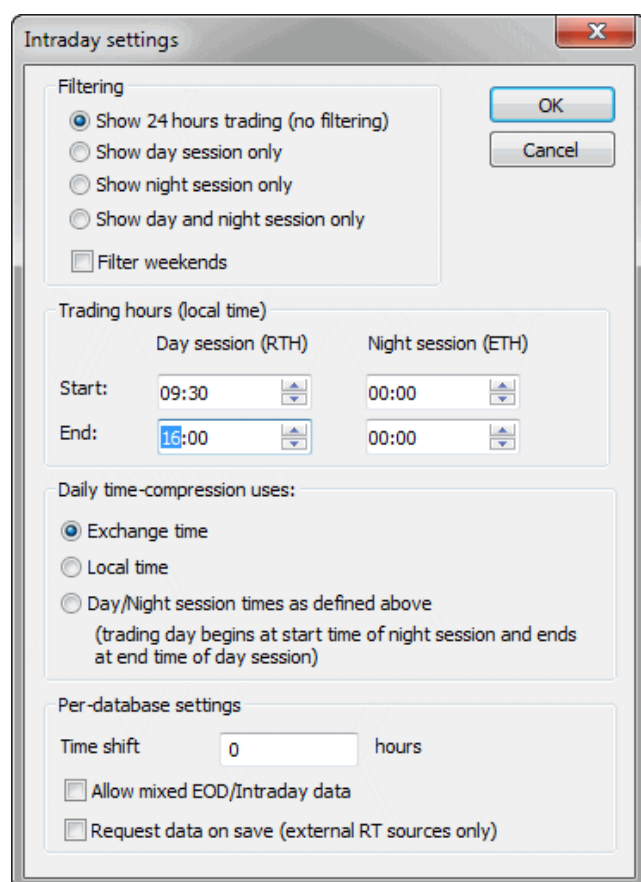 Intraday settings
Filtering
Show 24 hours trading (no filtering)
OK
Show day session only
Cancel
Show night session only
Show day and night session only
Filter weekends
Trading hours (local time)
Day session (RTH) Night session (ETH)
Start: 09:30 00:00
End: 16:00 00:00
Daily time-compression uses:
Exchange time
Local time
Day/Night session times as defined above
(trading day begins at start time of night session and ends
at end time of day session)
Per-database settings
Time shift 0 hours
Allow mixed EOD/Intraday data
Request data on save (external RT sources only)